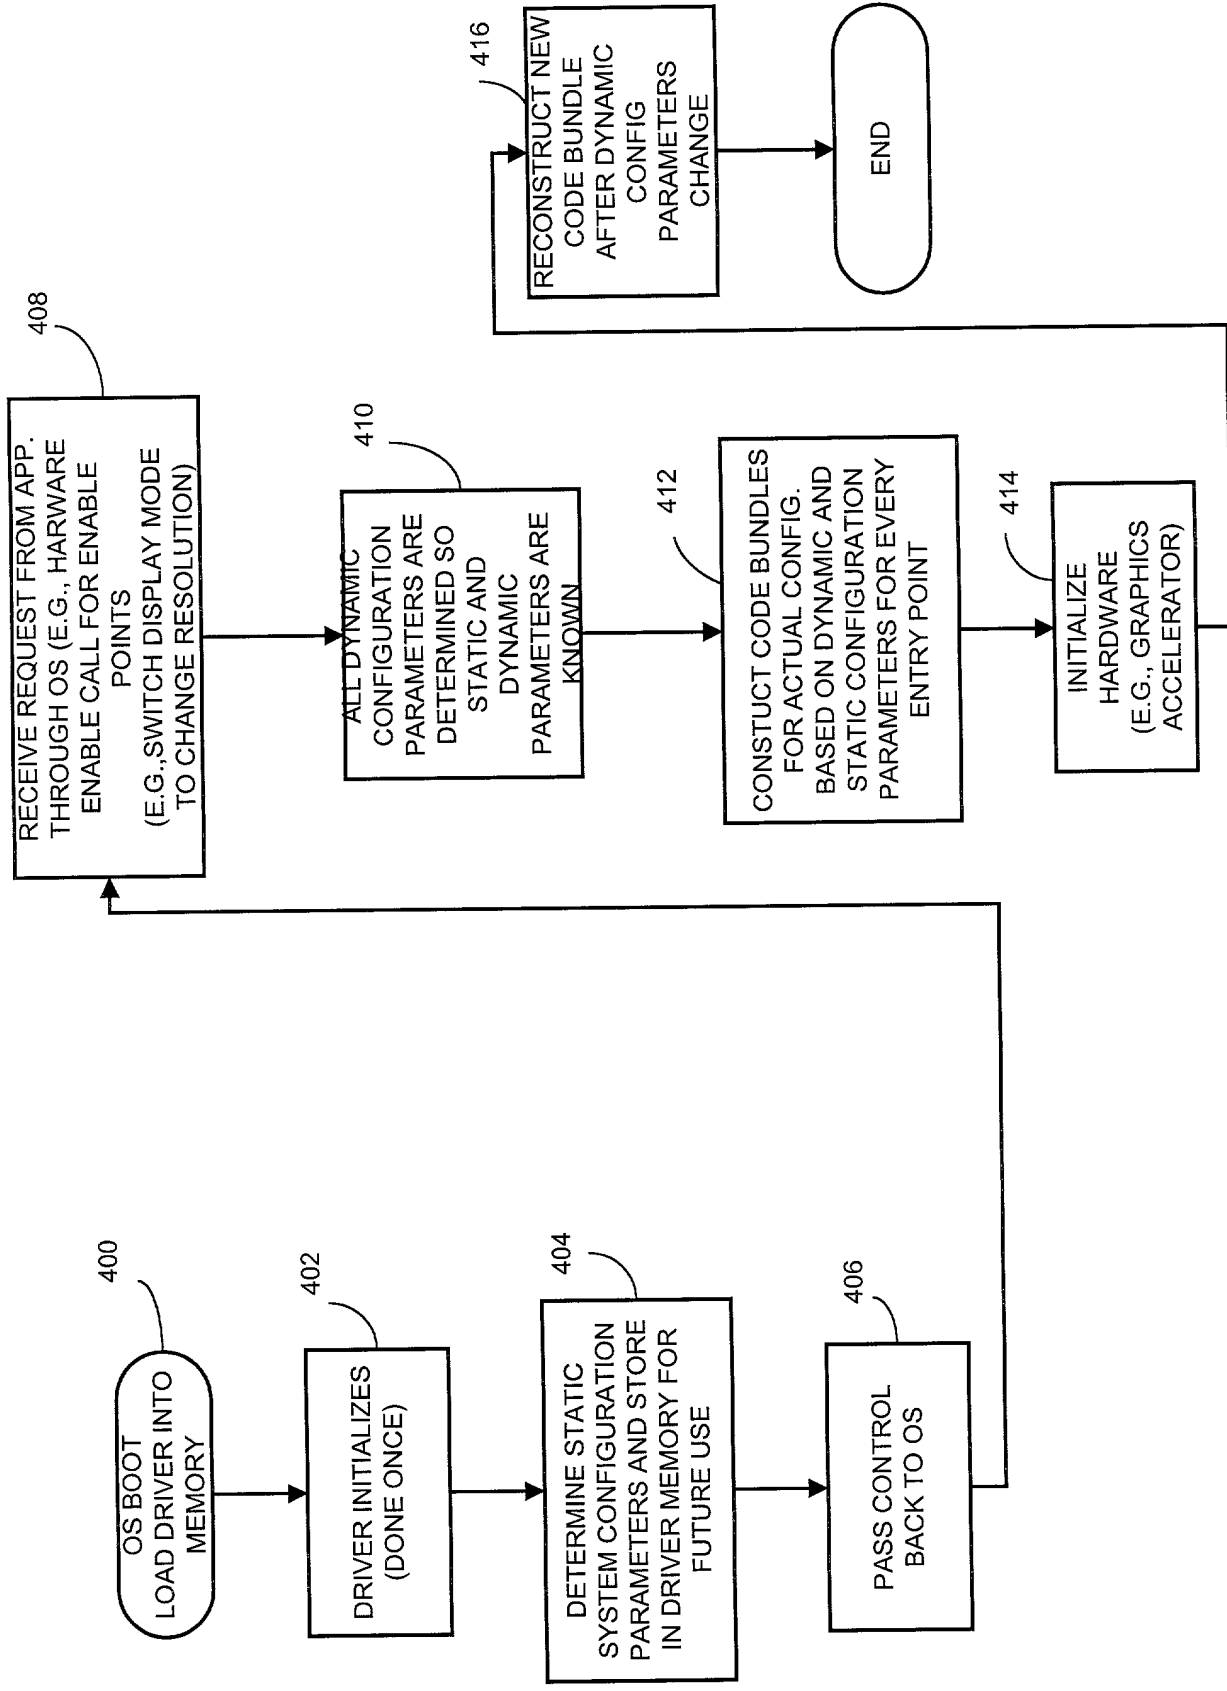 400
OS BOOT
LOAD DRIVER INTO
MEMORY
402
DRIVER INITIALIZES
(DONE ONCE)
404
DETERMINE STATIC
SYSTEM CONFIGURATION
PARAMETERS AND STORE
IN DRIVER MEMORY FOR
FUTURE USE
406
PASS CONTROL
BACK TO OS
408
RECEIVE REQUEST FROM APP.
THROUGH OS (E.G., HARWARE
ENABLE CALL FOR ENABLE
POINTS
(E.G.,SWITCH DISPLAY MODE
TO CHANGE RESOLUTION)
410
ALL DYNAMIC
CONFIGURATION
PARAMETERS ARE
DETERMINED SO
STATIC AND
DYNAMIC
PARAMETERS ARE
KNOWN
412
CONSTUCT CODE BUNDLES
FOR ACTUAL CONFIG.
BASED ON DYNAMIC AND
STATIC CONFIGURATION
PARAMETERS FOR EVERY
ENTRY POINT
414
INITIALIZE
HARDWARE
(E.G., GRAPHICS
ACCELERATOR)
416
RECONSTRUCT NEW
CODE BUNDLE
AFTER DYNAMIC
CONFIG
PARAMETERS
CHANGE
END